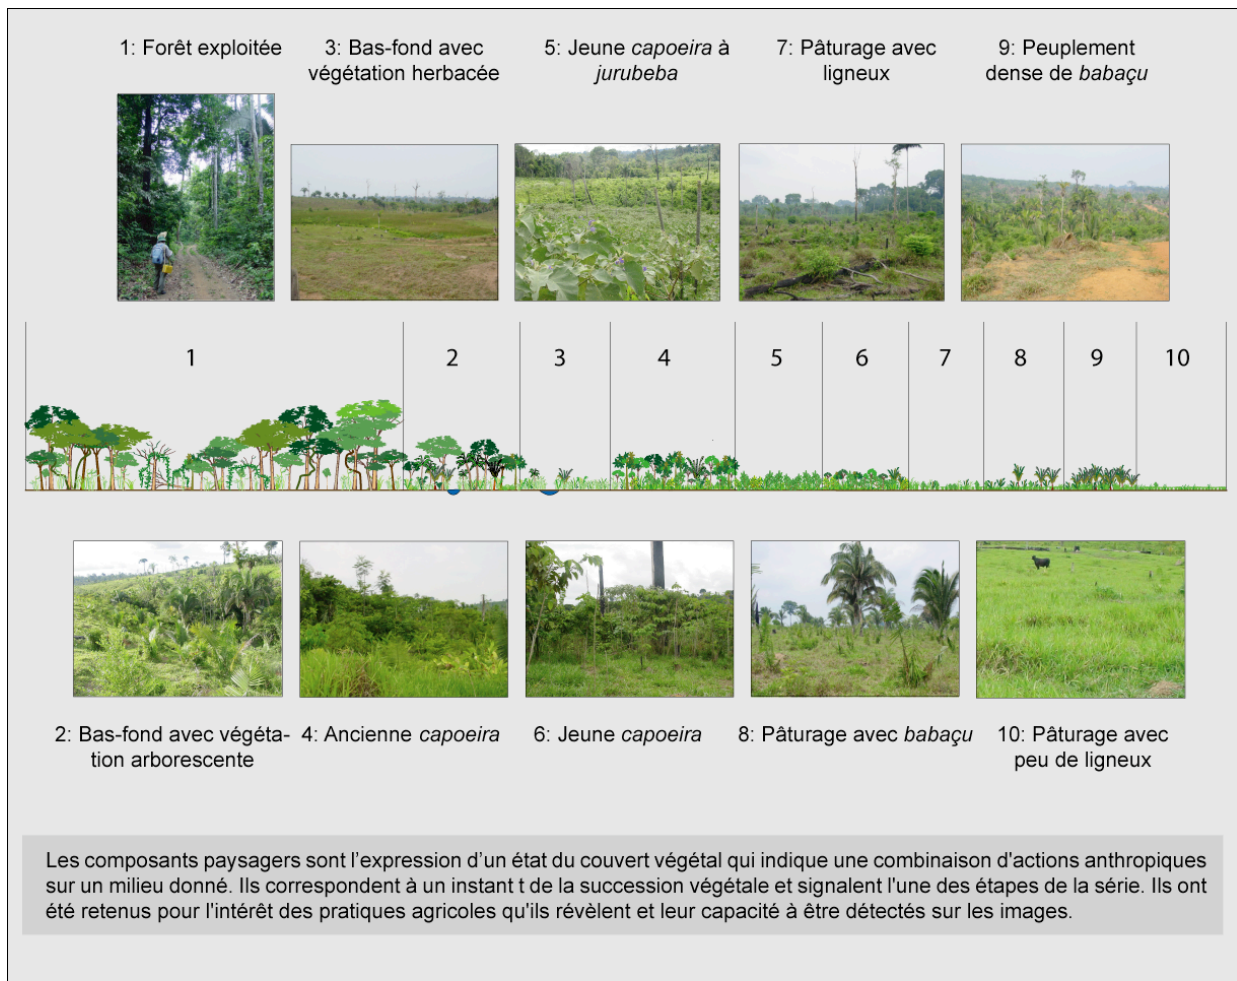 1: Forêt exploitée
3: Bas-fond avec
végétation herbacée
5: Jeune capoeira à
jurubeba
7: Pâturage avec
ligneux
9: Peuplement
dense de babaçu
1 2 3 4 5 6 7 8 9 10
2: Bas-fond avec végéta-
tion arborescente
4: Ancienne capoeira
6: Jeune capoeira
8: Pâturage avec babaçu
10: Pâturage avec
peu de ligneux
Les composants paysagers sont l’expression d’un état du couvert végétal qui indique une combinaison d'actions anthropiques
sur un milieu donné. Ils correspondent à un instant t de la succession végétale et signalent l'une des étapes de la série. Ils ont
été retenus pour l'intérêt des pratiques agricoles qu'ils révèlent et leur capacité à être détectés sur les images.